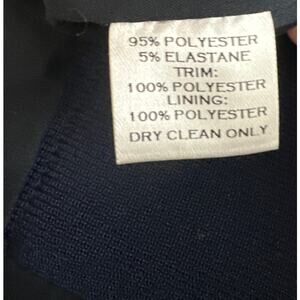 95% POLYESTER
5% ELASTANE
TRIM:
100% POLYESTER
LINING:
100% POLYESTER
DRY CLEAN ONLY